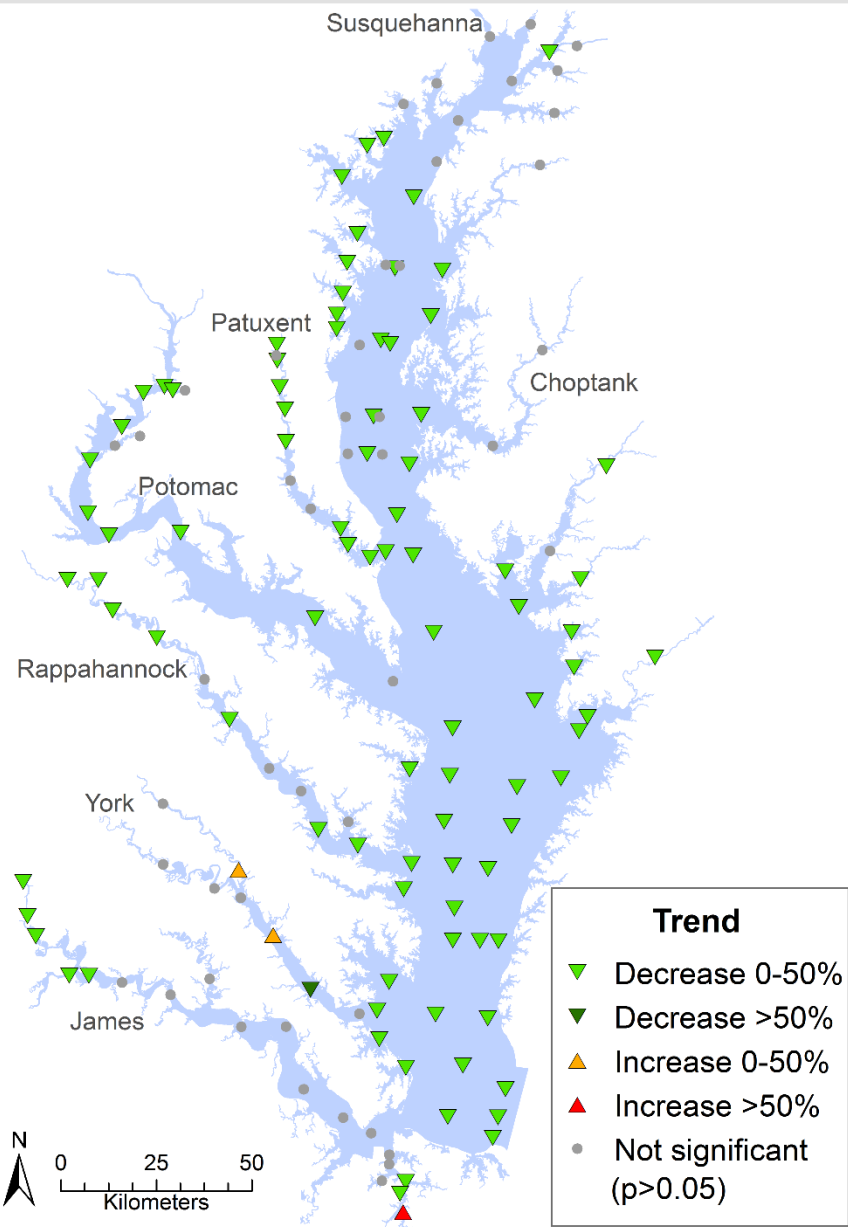 Susquehanna
Patuxent
Choptank
Potomac
Rappahannock
York
James
Trend
Decrease 0-50%
Decrease >50%
Increase 0-50%
Increase >50%
Not significant
(p>0.05)
N
0 25 50
Kilometers